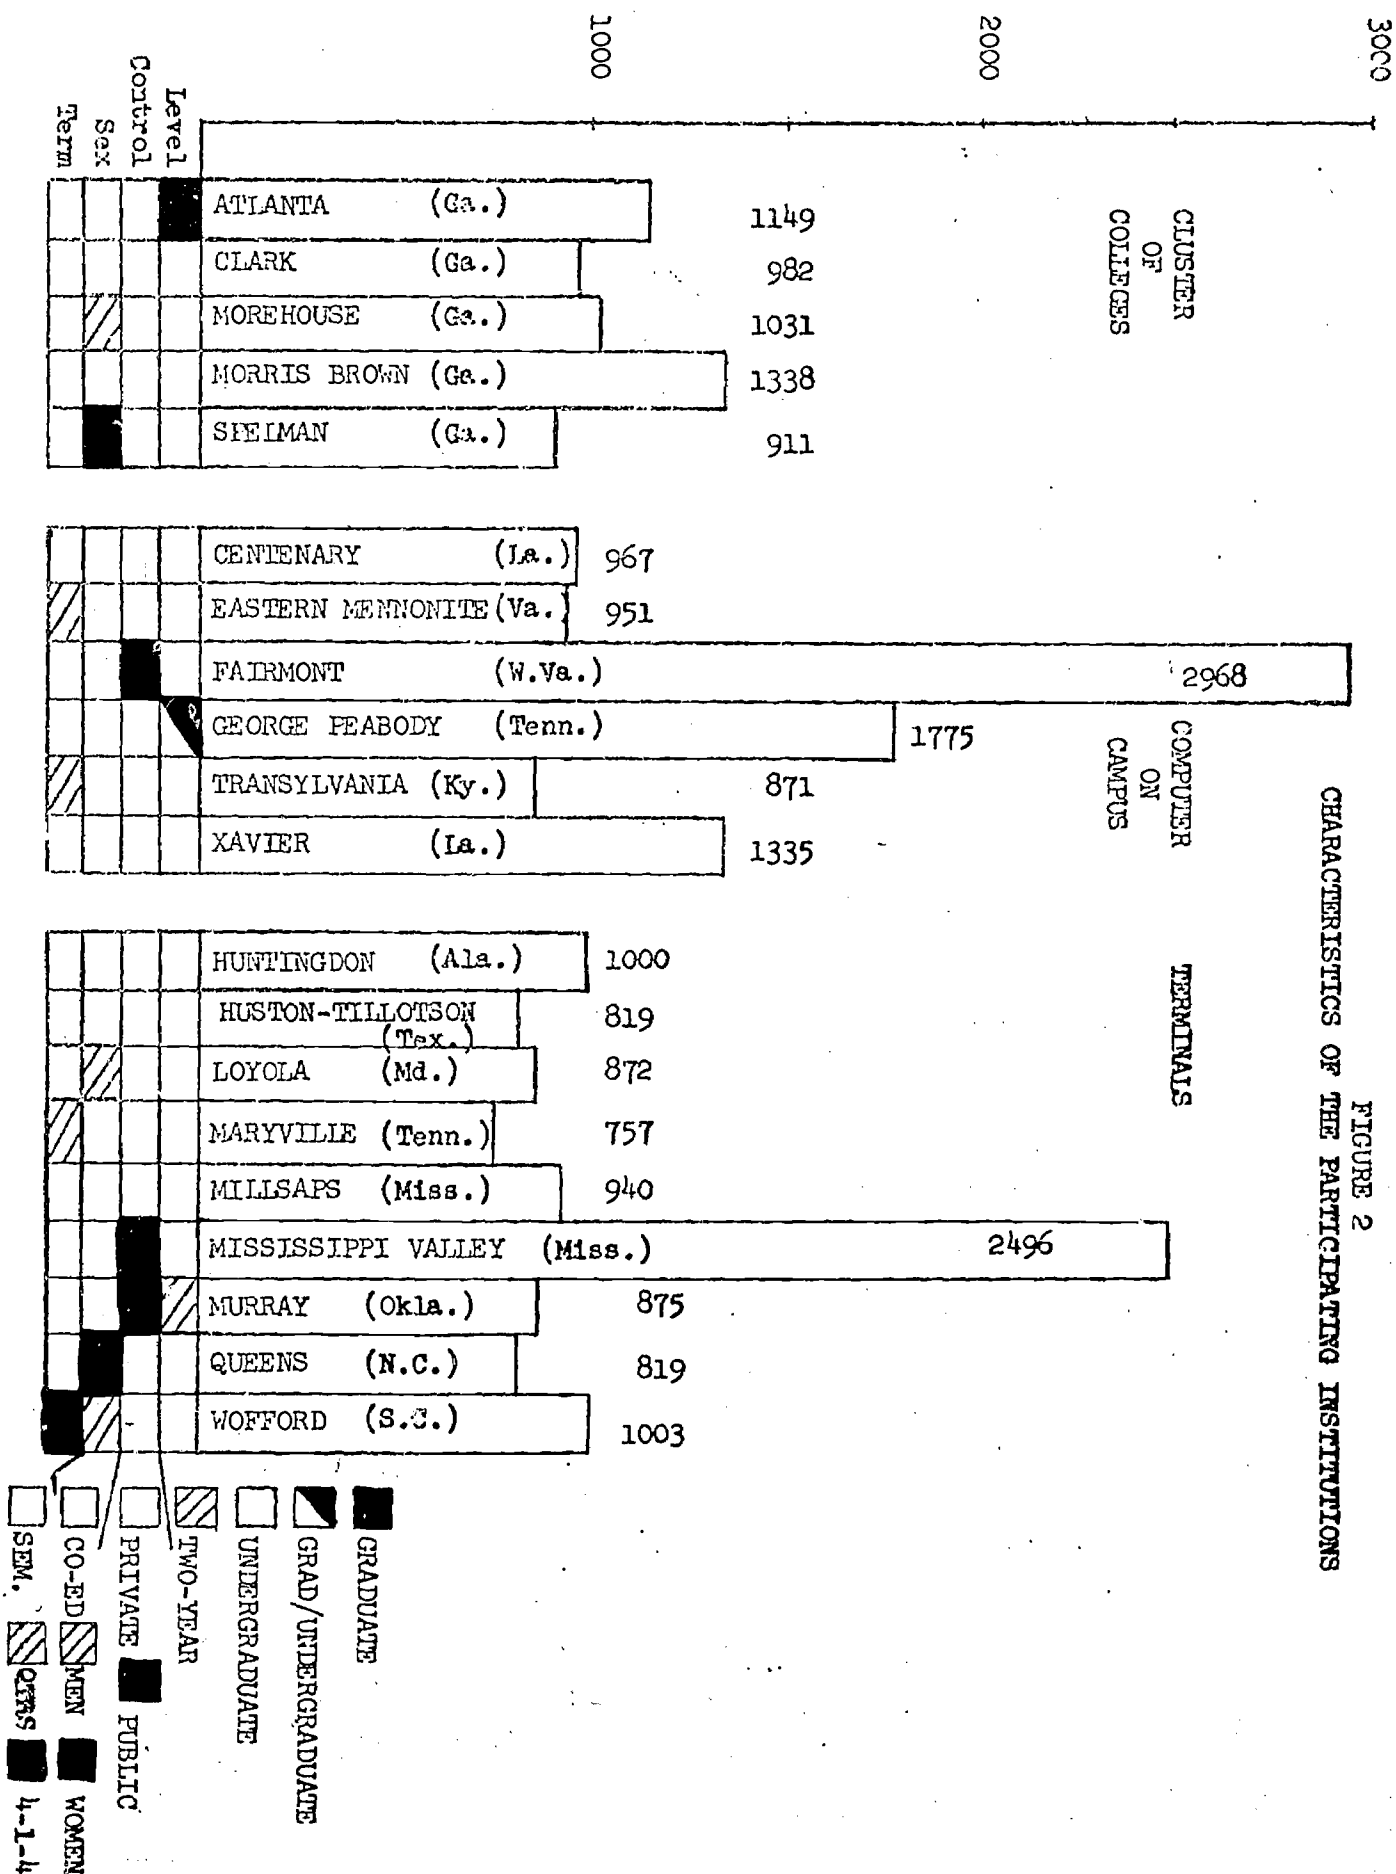 FIGURE 2
CHARACTERISTICS OF THE PARTICIPATING INSTITUTIONS
1000
2000
3000
CLUSTER
OF
COLLEGES
Term
Sex
Control
Level
ATLANTA (Ga.) 1149
CLARK (Ga.) 982
MOREHOUSE (Ga.) 1031
MORRIS BROWN (Ga.) 1338
SPELMAN (Ga.) 911
COMPUTER
ON
CAMPUS
CENTENARY (La.) 967
EASTERN MENNONITE (Va.) 951
FAIRMONT (W.Va.) 2968
GEORGE PEABODY (Tenn.) 1775
TRANSYLVANIA (Ky.) 871
XAVIER (La.) 1335
TERMINALS
HUNTINGDON (Ala.) 1000
HUSTON-TILLOTSON 819
(Tex.)
LOYOLA (Md.) 872
MARYVILLE (Tenn.) 757
MILLSAPS (Miss.) 940
MISSISSIPPI VALLEY (Miss.) 2496
MURRAY (Okla.) 875
QUEENS (N.C.) 819
WOFFORD (S.C.) 1003
GRADUATE
GRAD/UNDERGRADUATE
UNDERGRADUATE
TWO-YEAR
PRIVATE PUBLIC
CO-ED MEN WOMEN
SEM. QTRS 4-1-4